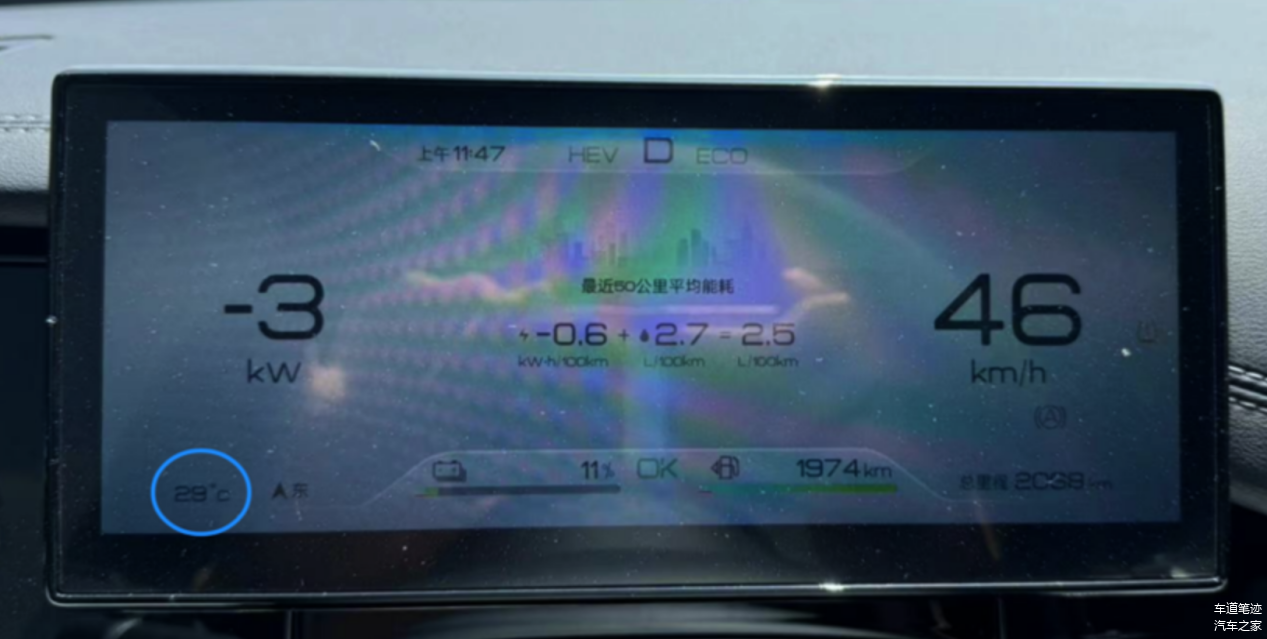 上午11:47 HEV D ECO
最近50公里平均能耗
-3
kW
-0.6 + 2.7 = 2.5
kW·h/100km L/100km L/100km
46
km/h
29°C
东
11% OK 1974km
总里程 km
车道笔迹
汽车之家